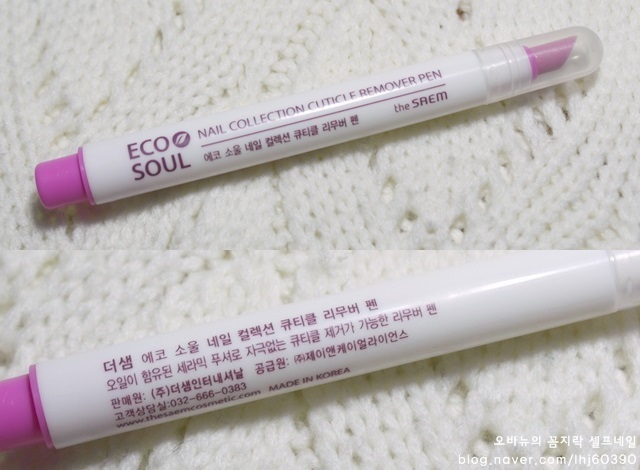 ECO
SOUL
NAIL COLLECTION CUTICLE REMOVER PEN
에코 소울 네일 컬렉션 큐티클 리무버 펜
the SAEM
더샘 에코 소울 네일 컬렉션 큐티클 리무버 펜
오일이 함유된 세라믹 푸셔로 자극없는 큐티클 제거가 가능한 리무버 펜
판매원: (주)더샘인터내셔날 공급원: ㈜제이앤케이얼라이언스
고객상담실:032-666-0383 MADE IN KOREA
www.thesaemcosmetic.com
오바뉴의 꼼지락 셀프네일
blog.naver.com/lhj60390